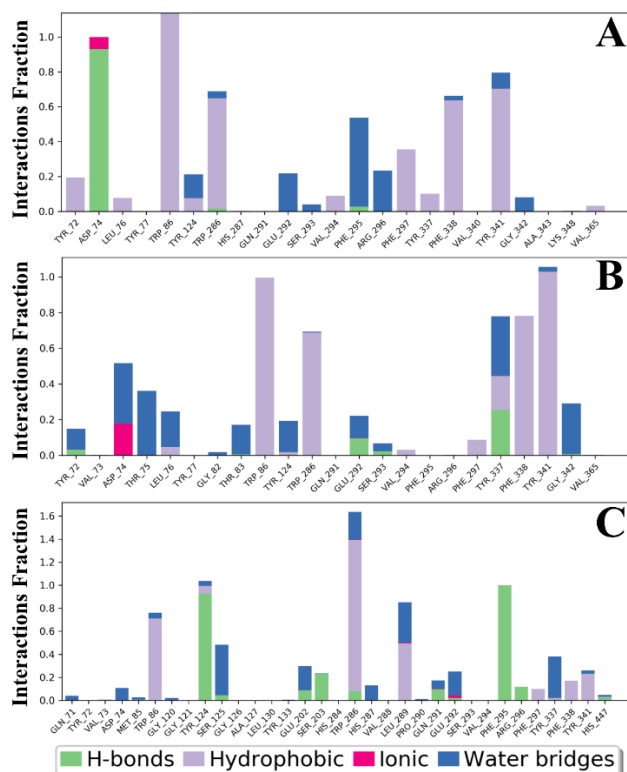 A
Interactions Fraction
1.0
0.8
0.6
0.4
0.2
0.0
TYR_72 ASP_74 LEU_76 TYR_77 TRP_86 TYR_124 TRP_286 HIS_287 GLN_291 GLU_292 SER_293 VAL_294 PHE_295 ARG_296 PHE_297 TYR_337 PHE_338 VAL_340 TYR_341 GLY_342 ALA_343 LYS_348 VAL_365
B
Interactions Fraction
1.0
0.8
0.6
0.4
0.2
0.0
TYR_72 VAL_73 ASP_74 THR_75 LEU_76 TYR_77 GLY_82 THR_83 TRP_86 TYR_124 TRP_286 GLN_291 GLU_292 SER_293 VAL_294 PHE_295 ARG_296 PHE_297 TYR_337 PHE_338 TYR_341 GLY_342 VAL_365
C
Interactions Fraction
1.6
1.4
1.2
1.0
0.8
0.6
0.4
0.2
0.0
GLN_71 TYR_72 VAL_73 ASP_74 MET_85 TRP_86 GLY_120 GLY_121 TYR_124 SER_125 GLY_126 ALA_127 LEU_130 TYR_133 GLU_202 SER_203 HIS_284 TRP_286 HIS_287 VAL_288 LEU_289 PRO_290 GLN_291 GLU_292 SER_293 VAL_294 PHE_295 ARG_296 PHE_297 TYR_337 PHE_338 TYR_341 HIS_447
H-bonds Hydrophobic Ionic Water bridges